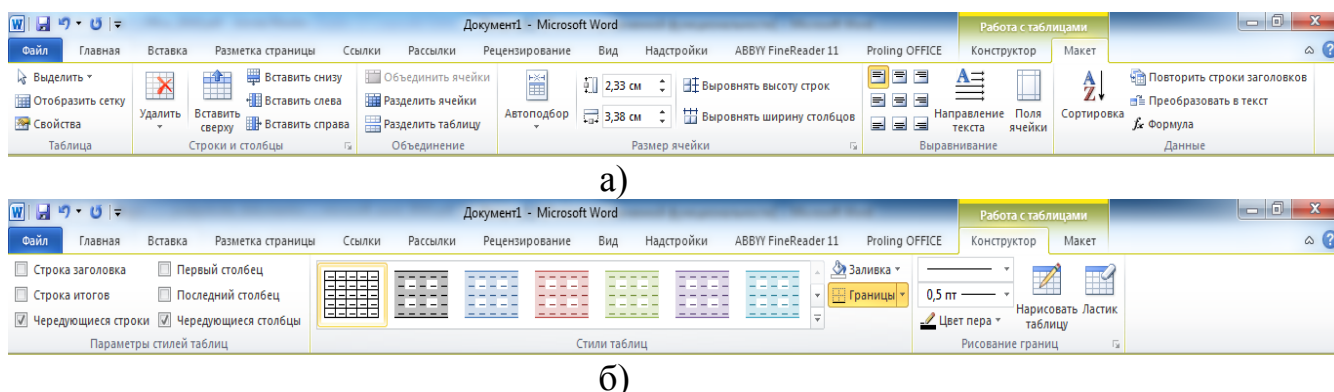 Документ1 - Microsoft Word
Работа с таблицами
Файл Главная Вставка Разметка страницы Ссылки Рассылки Рецензирование Вид Надстройки ABBYY FineReader 11 Proling OFFICE Конструктор Макет
Выделить
Отобразить сетку
Свойства
Таблица
Удалить
Вставить сверху
Вставить снизу
Вставить слева
Вставить справа
Строки и столбцы
Объединить ячейки
Разделить ячейки
Разделить таблицу
Объединение
Автоподбор
2,33 см
3,38 см
Выровнять высоту строк
Выровнять ширину столбцов
Размер ячейки
Направление текста
Поля ячейки
Выравнивание
Сортировка
Повторить строки заголовков
Преобразовать в текст
Формула
Данные
а)
Документ1 - Microsoft Word
Работа с таблицами
Файл Главная Вставка Разметка страницы Ссылки Рассылки Рецензирование Вид Надстройки ABBYY FineReader 11 Proling OFFICE Конструктор Макет
Строка заголовка
Строка итогов
Чередующиеся строки
Первый столбец
Последний столбец
Чередующиеся столбцы
Параметры стилей таблиц
Стили таблиц
Заливка
Границы
0,5 пт
Цвет пера
Нарисовать таблицу
Ластик
Рисование границ
б)